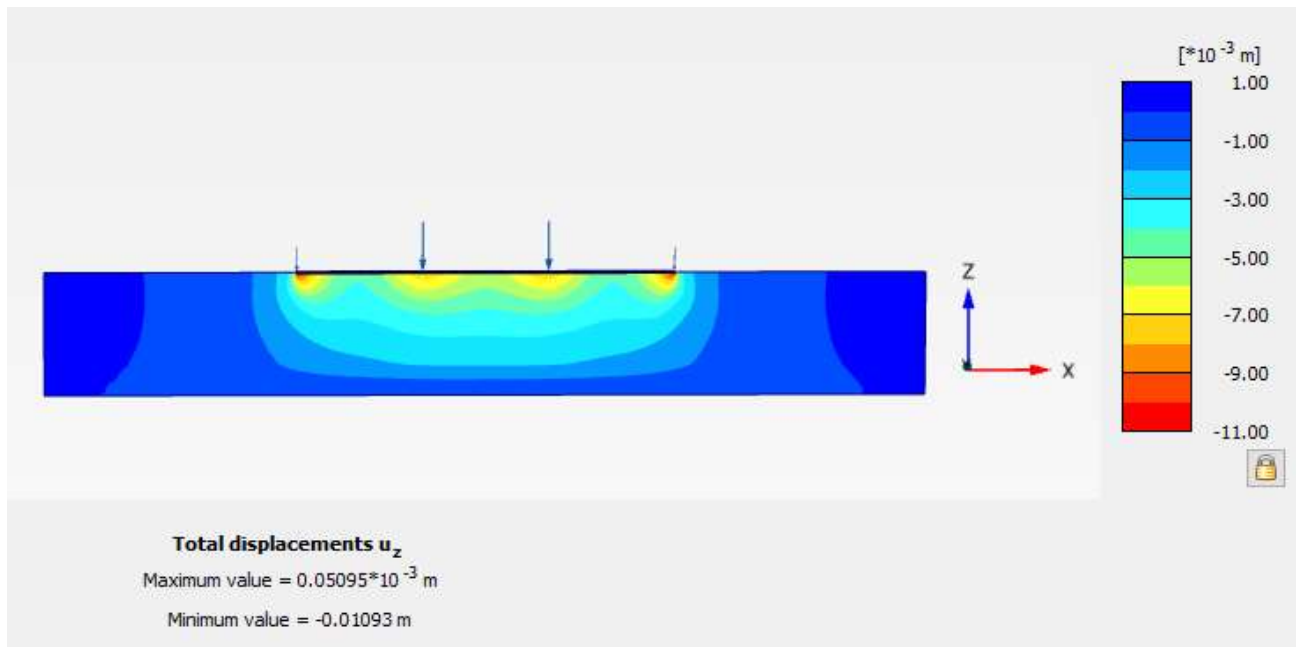 [*10 -3 m]
1.00
-1.00
-3.00
-5.00
-7.00
-9.00
-11.00
Z
X
Total displacements uz
Maximum value = 0.05095*10 -3 m
Minimum value = -0.01093 m